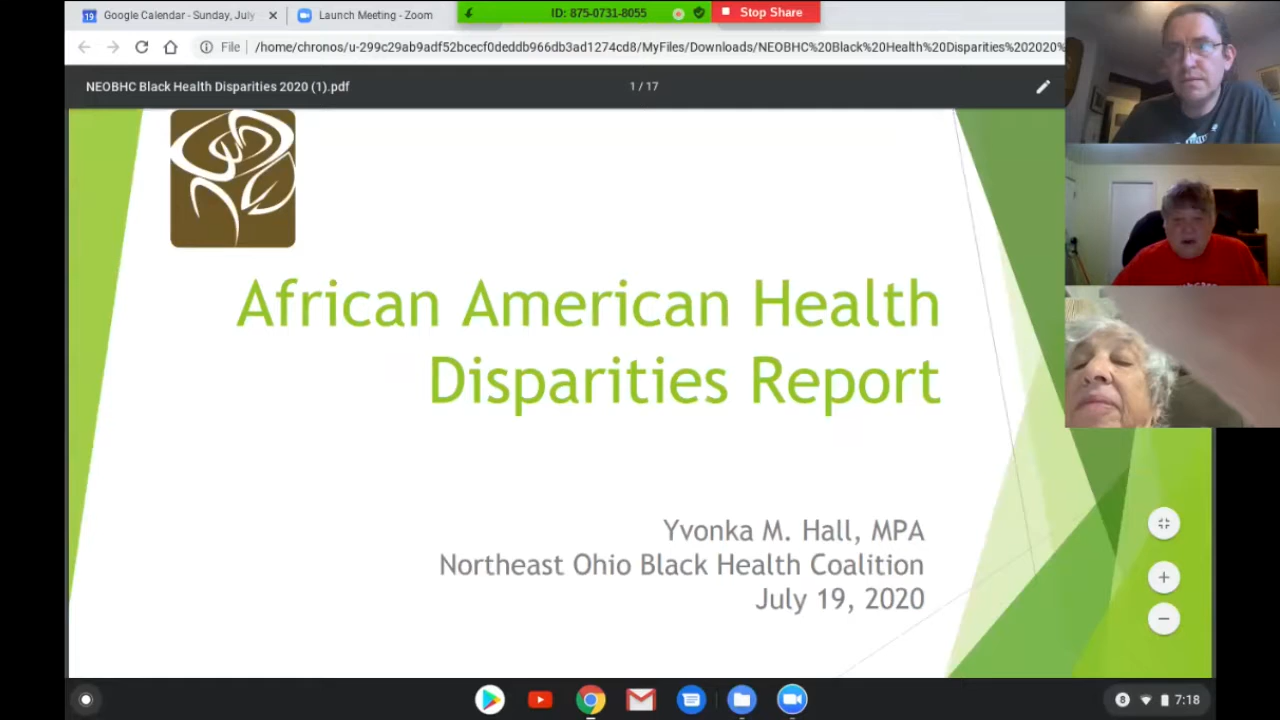 19 Google Calendar - Sunday, July
Launch Meeting - Zoom
ID: 875-0731-8055
Stop Share
File /home/chronos/u-299c29ab9adf52bcecf0deddb966db3ad1274cd8/MyFiles/Downloads/NEOBHC%20Black%20Health%20Disparities%202020%
NEOBHC Black Health Disparities 2020 (1).pdf
1 / 17
African American Health
Disparities Report
Yvonka M. Hall, MPA
Northeast Ohio Black Health Coalition
July 19, 2020
8 7:18